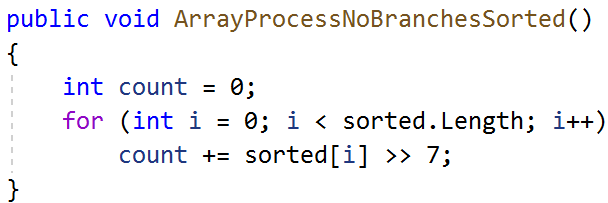 public void ArrayProcessNoBranchesSorted()
{
    int count = 0;
    for (int i = 0; i < sorted.Length; i++)
        count += sorted[i] >> 7;
}